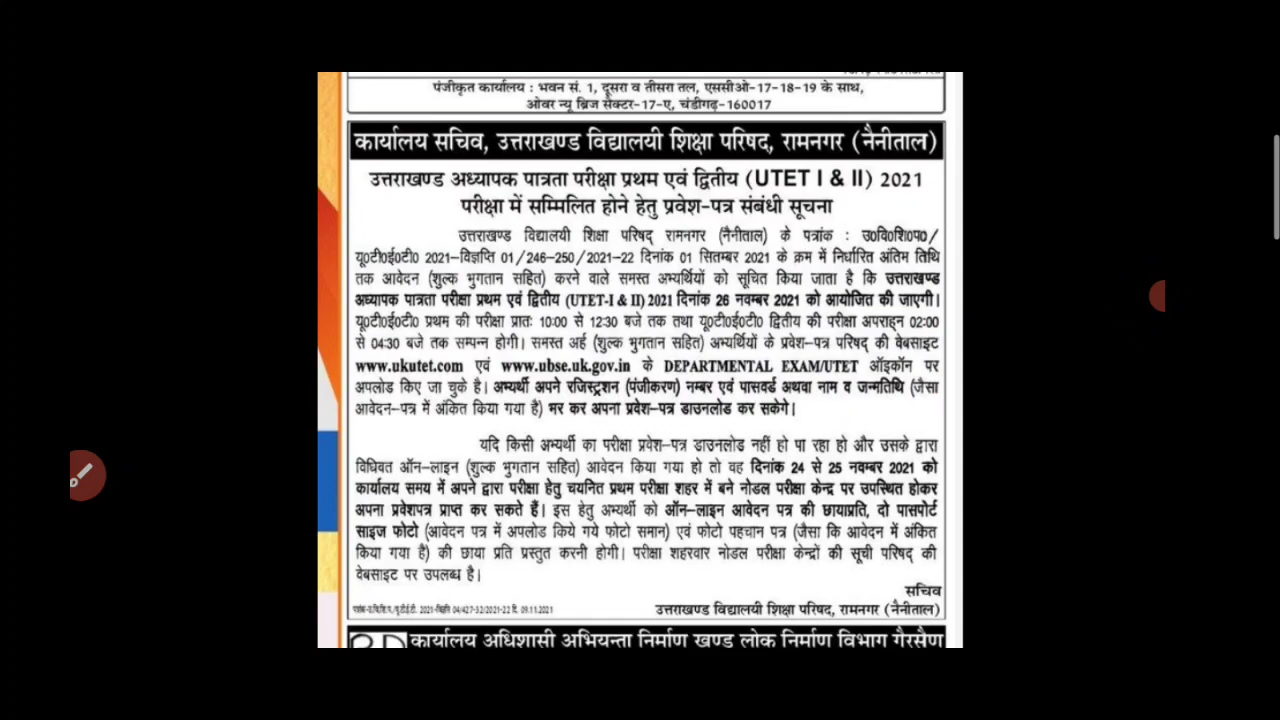 पंजीकृत कार्यालय : भवन सं. 1, दूसरा व तीसरा तल, एससीओ-17-18-19 के साथ,
ओवर न्यू ब्रिज सेक्टर-17-ए, चंडीगढ़-160017
कार्यालय सचिव, उत्तराखण्ड विद्यालयी शिक्षा परिषद, रामनगर (नैनीताल)
उत्तराखण्ड अध्यापक पात्रता परीक्षा प्रथम एवं द्वितीय (UTET I & II) 2021
परीक्षा में सम्मिलित होने हेतु प्रवेश-पत्र संबंधी सूचना
उत्तराखण्ड विद्यालयी शिक्षा परिषद् रामनगर (नैनीताल) के पत्रांक : उ0वि0शि0प0/
यू0टी0ई0टी0 2021-विज्ञप्ति 01/246-250/2021-22 दिनांक 01 सितम्बर 2021 के क्रम में निर्धारित अंतिम तिथि
तक आवेदन (शुल्क भुगतान सहित) करने वाले समस्त अभ्यर्थियों को सूचित किया जाता है कि उत्तराखण्ड
अध्यापक पात्रता परीक्षा प्रथम एवं द्वितीय (UTET-I & II) 2021 दिनांक 26 नवम्बर 2021 को आयोजित की जाएगी।
यू0टी0ई0टी0 प्रथम की परीक्षा प्रातः 10:00 से 12:30 बजे तक तथा यू0टी0ई0टी0 द्वितीय की परीक्षा अपराह्न 02:00
से 04:30 बजे तक सम्पन्न होगी। समस्त अर्ह (शुल्क भुगतान सहित) अभ्यर्थियों के प्रवेश-पत्र परिषद् की वेबसाइट
www.ukutet.com एवं www.ubse.uk.gov.in के DEPARTMENTAL EXAM/UTET ऑइकॉन पर
अपलोड किए जा चुके है। अभ्यर्थी अपने रजिस्ट्रशन (पंजीकरण) नम्बर एवं पासवर्ड अथवा नाम व जन्मतिथि (जैसा
आवेदन-पत्र में अंकित किया गया है) भर कर अपना प्रवेश-पत्र डाउनलोड कर सकेगे।
यदि किसी अभ्यर्थी का परीक्षा प्रवेश-पत्र डाउनलोड नहीं हो पा रहा हो और उसके द्वारा
विधिवत ऑन-लाइन (शुल्क भुगतान सहित) आवेदन किया गया हो तो वह दिनांक 24 से 25 नवम्बर 2021 को
कार्यालय समय में अपने द्वारा परीक्षा हेतु चयनित प्रथम परीक्षा शहर में बने नोडल परीक्षा केन्द्र पर उपस्थित होकर
अपना प्रवेशपत्र प्राप्त कर सकते हैं। इस हेतु अभ्यर्थी को ऑन-लाइन आवेदन पत्र की छायाप्रति, दो पासपोर्ट
साइज फोटो (आवेदन पत्र में अपलोड किये गये फोटो समान) एवं फोटो पहचान पत्र (जैसा कि आवेदन में अंकित
किया गया है) की छाया प्रति प्रस्तुत करनी होगी। परीक्षा शहरवार नोडल परीक्षा केन्द्रों की सूची परिषद् की
वेबसाइट पर उपलब्ध है।
सचिव
पत्रांक-उ.वि.शि.प./यू.टी.ई.टी. 2021-विज्ञप्ति 04/427-32/2021-22 दि. 09.11.2021 उत्तराखण्ड विद्यालयी शिक्षा परिषद, रामनगर (नैनीताल)
कार्यालय अधिशासी अभियन्ता निर्माण खण्ड लोक निर्माण विभाग गैरसैण